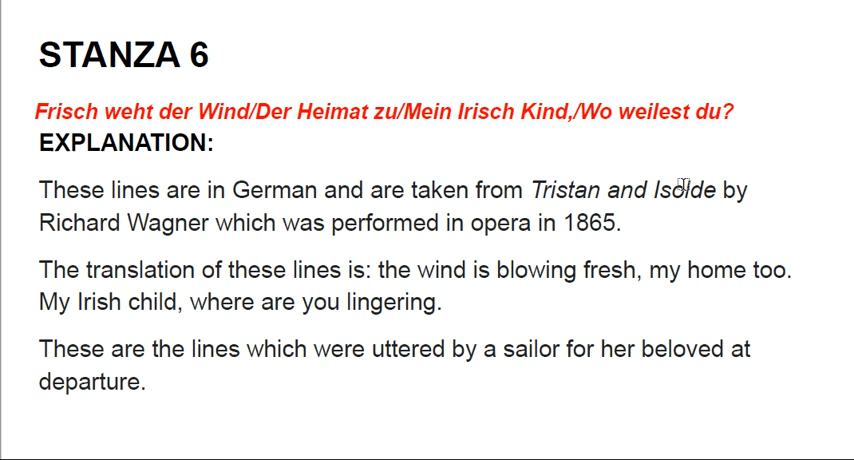 STANZA 6
Frisch weht der Wind/Der Heimat zu/Mein Irisch Kind,/Wo weilest du?
EXPLANATION:
These lines are in German and are taken from Tristan and Isolde by
Richard Wagner which was performed in opera in 1865.
The translation of these lines is: the wind is blowing fresh, my home too.
My Irish child, where are you lingering.
These are the lines which were uttered by a sailor for her beloved at
departure.